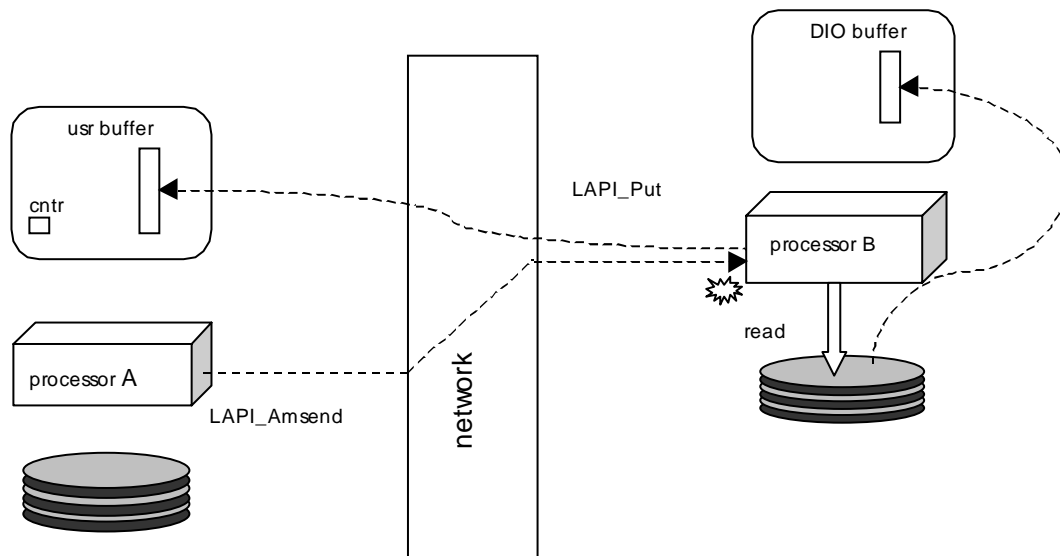 DIO buffer
usr buffer
cntr
LAPI_Put
processor B
read
processor A
LAPI_Amsend
network